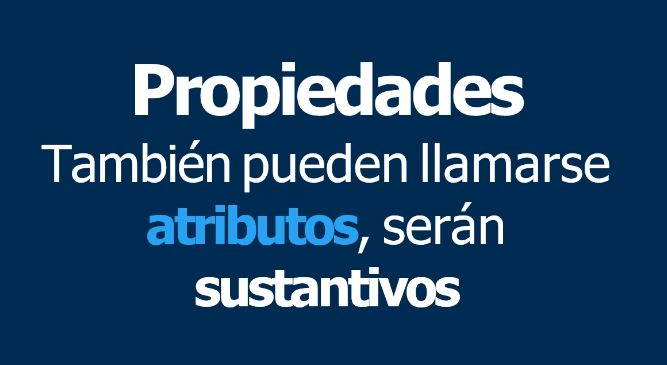 Propiedades
También pueden llamarse
atributos, serán
sustantivos